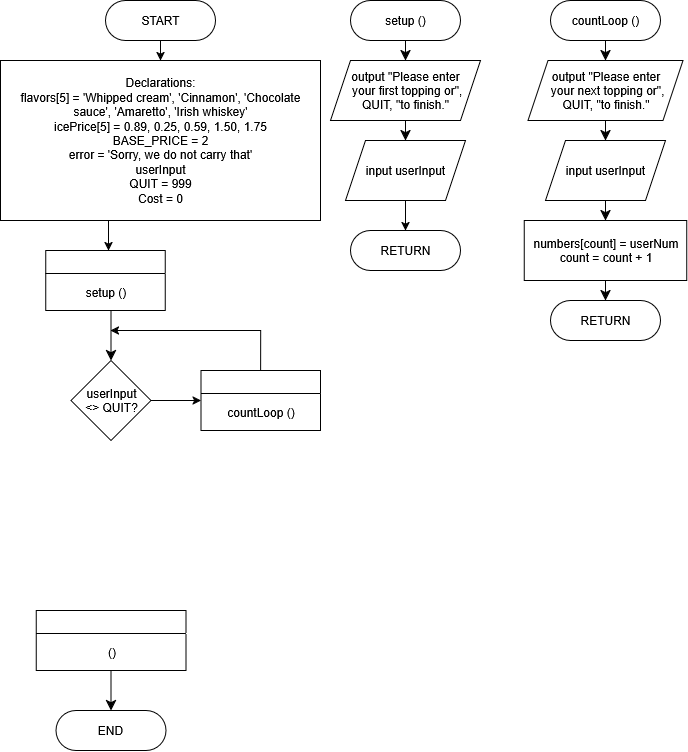 START
Declarations:
flavors[5] = 'Whipped cream', 'Cinnamon', 'Chocolate
sauce', 'Amaretto', 'Irish whiskey'
icePrice[5] = 0.89, 0.25, 0.59, 1.50, 1.75
BASE_PRICE = 2
error = 'Sorry, we do not carry that'
userInput
QUIT = 999
Cost = 0
setup ()
userInput
<> QUIT?
countLoop ()
()
END
setup ()
output "Please enter
your first topping or",
QUIT, "to finish."
input userInput
RETURN
countLoop ()
output "Please enter
your next topping or",
QUIT, "to finish."
input userInput
numbers[count] = userNum
count = count + 1
RETURN